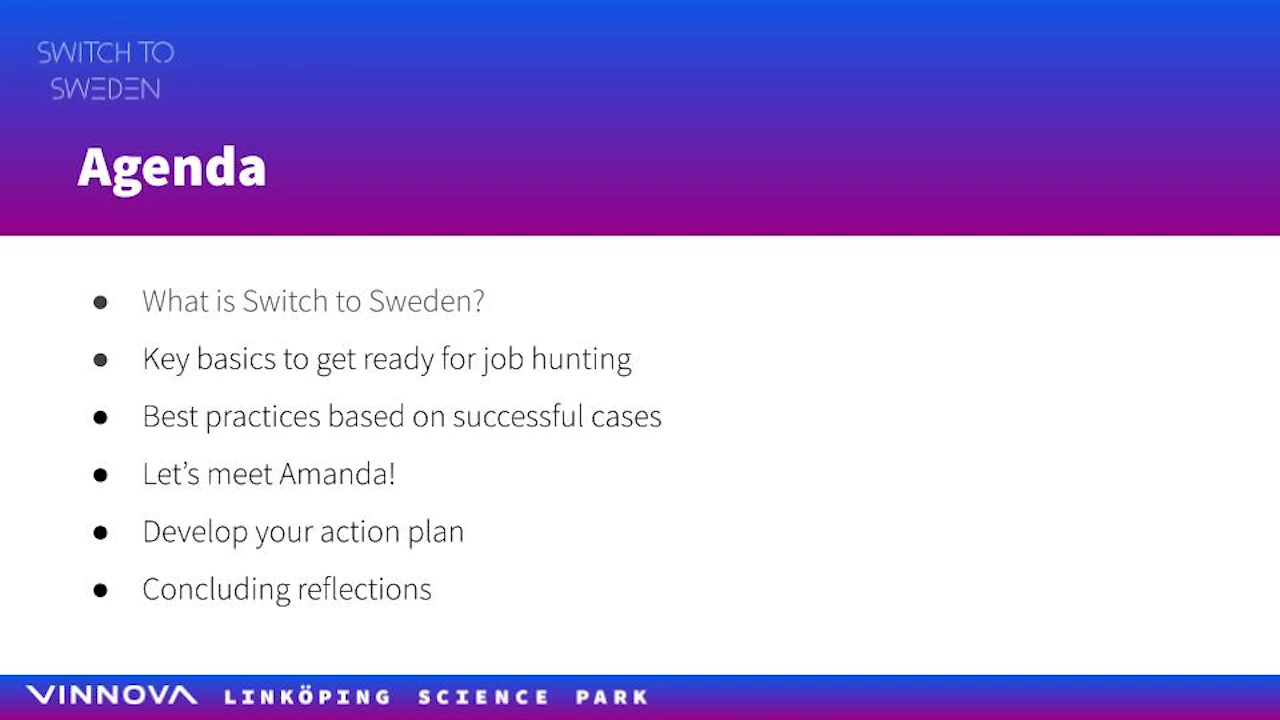 SWITCH TO
SWEDEN
Agenda
● What is Switch to Sweden?
● Key basics to get ready for job hunting
● Best practices based on successful cases
● Let’s meet Amanda!
● Develop your action plan
● Concluding reflections
VINNOVA LINKÖPING SCIENCE PARK